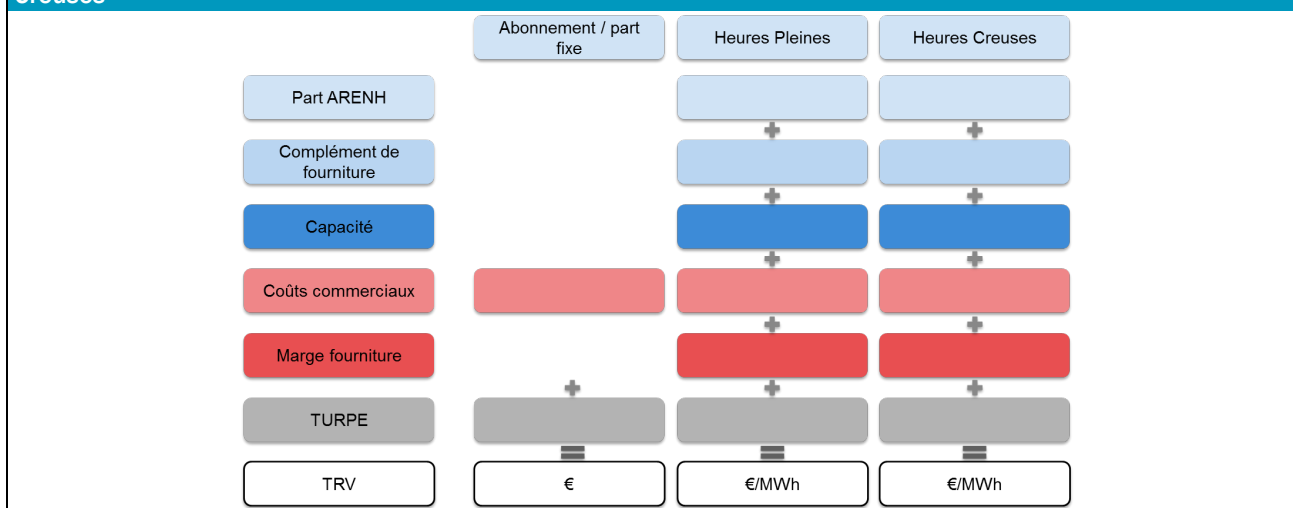 creuses
Abonnement / part
fixe
Heures Pleines
Heures Creuses
Part ARENH
+
+
Complément de
fourniture
+
+
Capacité
+
+
Coûts commerciaux
+
+
Marge fourniture
+
+
+
TURPE
=
=
=
TRV
€
€/MWh
€/MWh